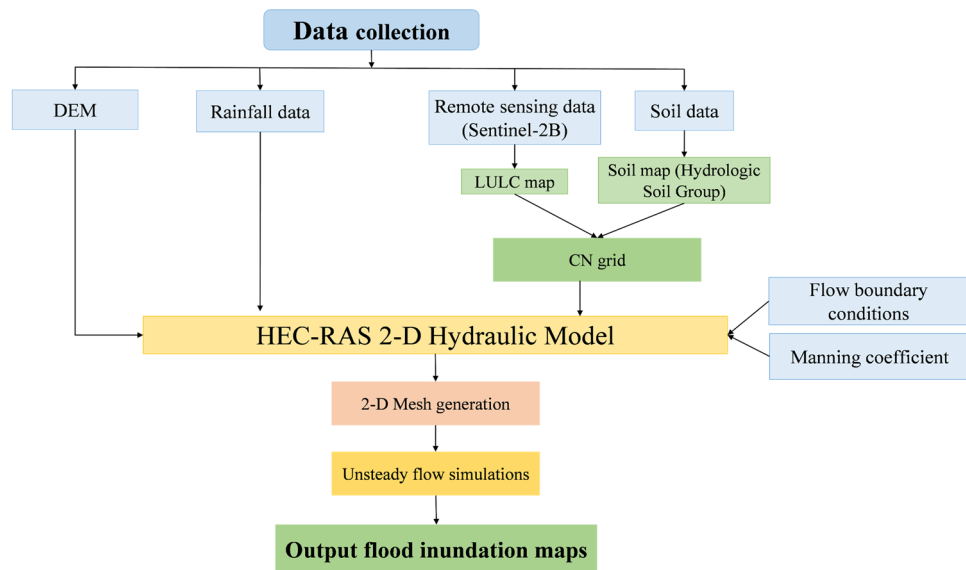 Data collection
DEM
Rainfall data
Remote sensing data
(Sentinel-2B)
Soil data
LULC map
Soil map (Hydrologic
Soil Group)
CN grid
Flow boundary
conditions
HEC-RAS 2-D Hydraulic Model
Manning coefficient
2-D Mesh generation
Unsteady flow simulations
Output flood inundation maps